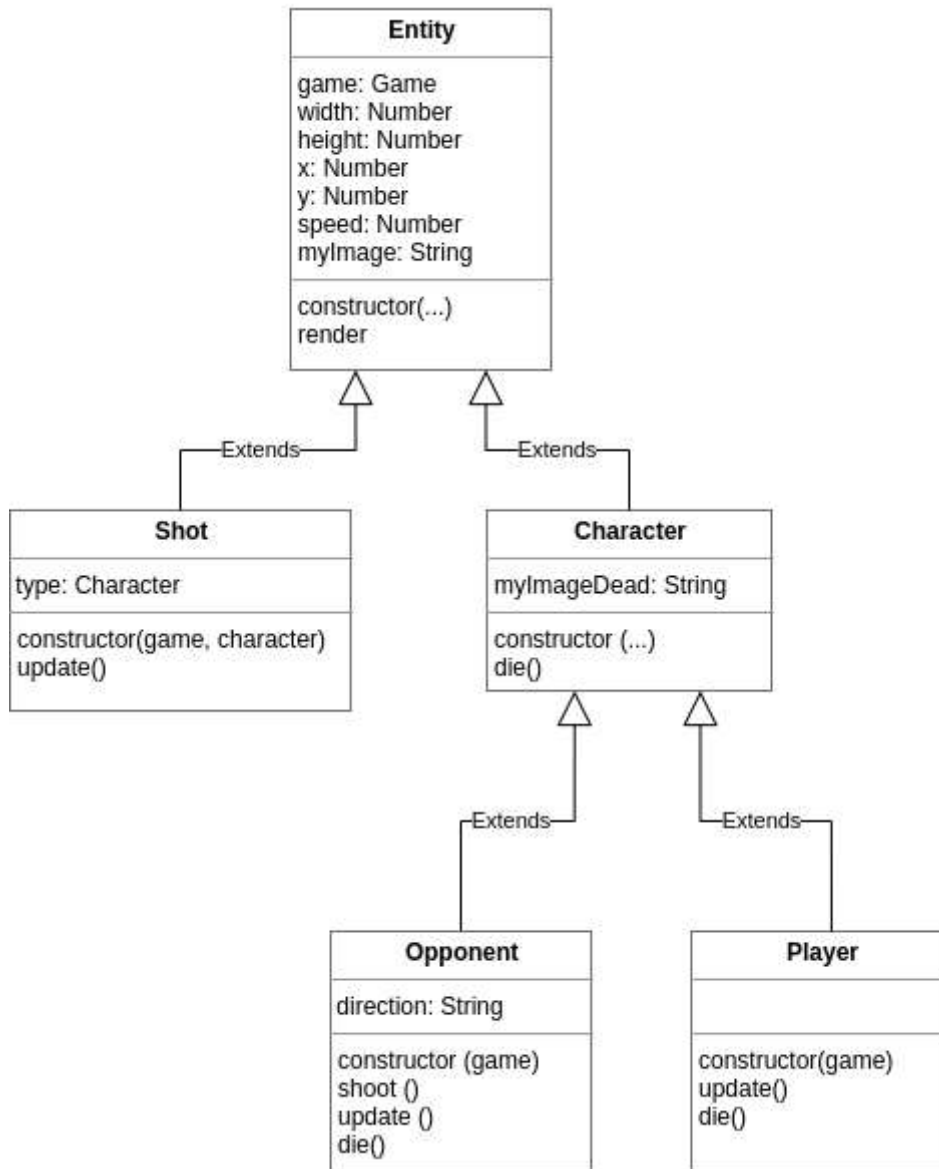 Entity
game: Game
width: Number
height: Number
x: Number
y: Number
speed: Number
myImage: String
constructor(...)
render
Extends
Extends
Shot
type: Character
constructor(game, character)
update()
Character
myImageDead: String
constructor (...)
die()
Extends
Extends
Opponent
direction: String
constructor (game)
shoot ()
update ()
die()
Player
constructor(game)
update()
die()